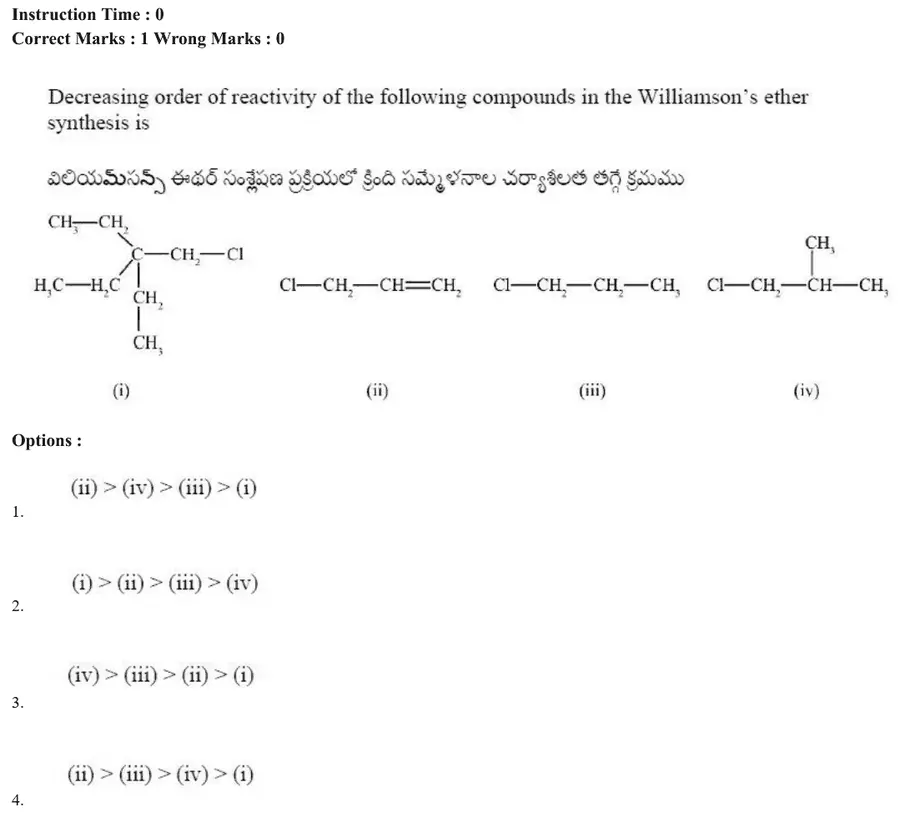 Instruction Time : 0
Correct Marks : 1 Wrong Marks : 0
Decreasing order of reactivity of the following compounds in the Williamson's ether
synthesis is
విలియమ్‌సన్స్ ఈథర్ సంశ్లేషణ ప్రక్రియలో క్రింది సమ్మేళనాల చర్యాశీలత తగ్గే క్రమము
CH₃—CH₂
C—CH₂—Cl
H₃C—H₂C
CH₂
CH₃
(i)
Cl—CH₂—CH=CH₂
(ii)
Cl—CH₂—CH₂—CH₃
(iii)
CH₃
Cl—CH₂—CH—CH₃
(iv)
Options :
1. (ii) > (iv) > (iii) > (i)
2. (i) > (ii) > (iii) > (iv)
3. (iv) > (iii) > (ii) > (i)
4. (ii) > (iii) > (iv) > (i)